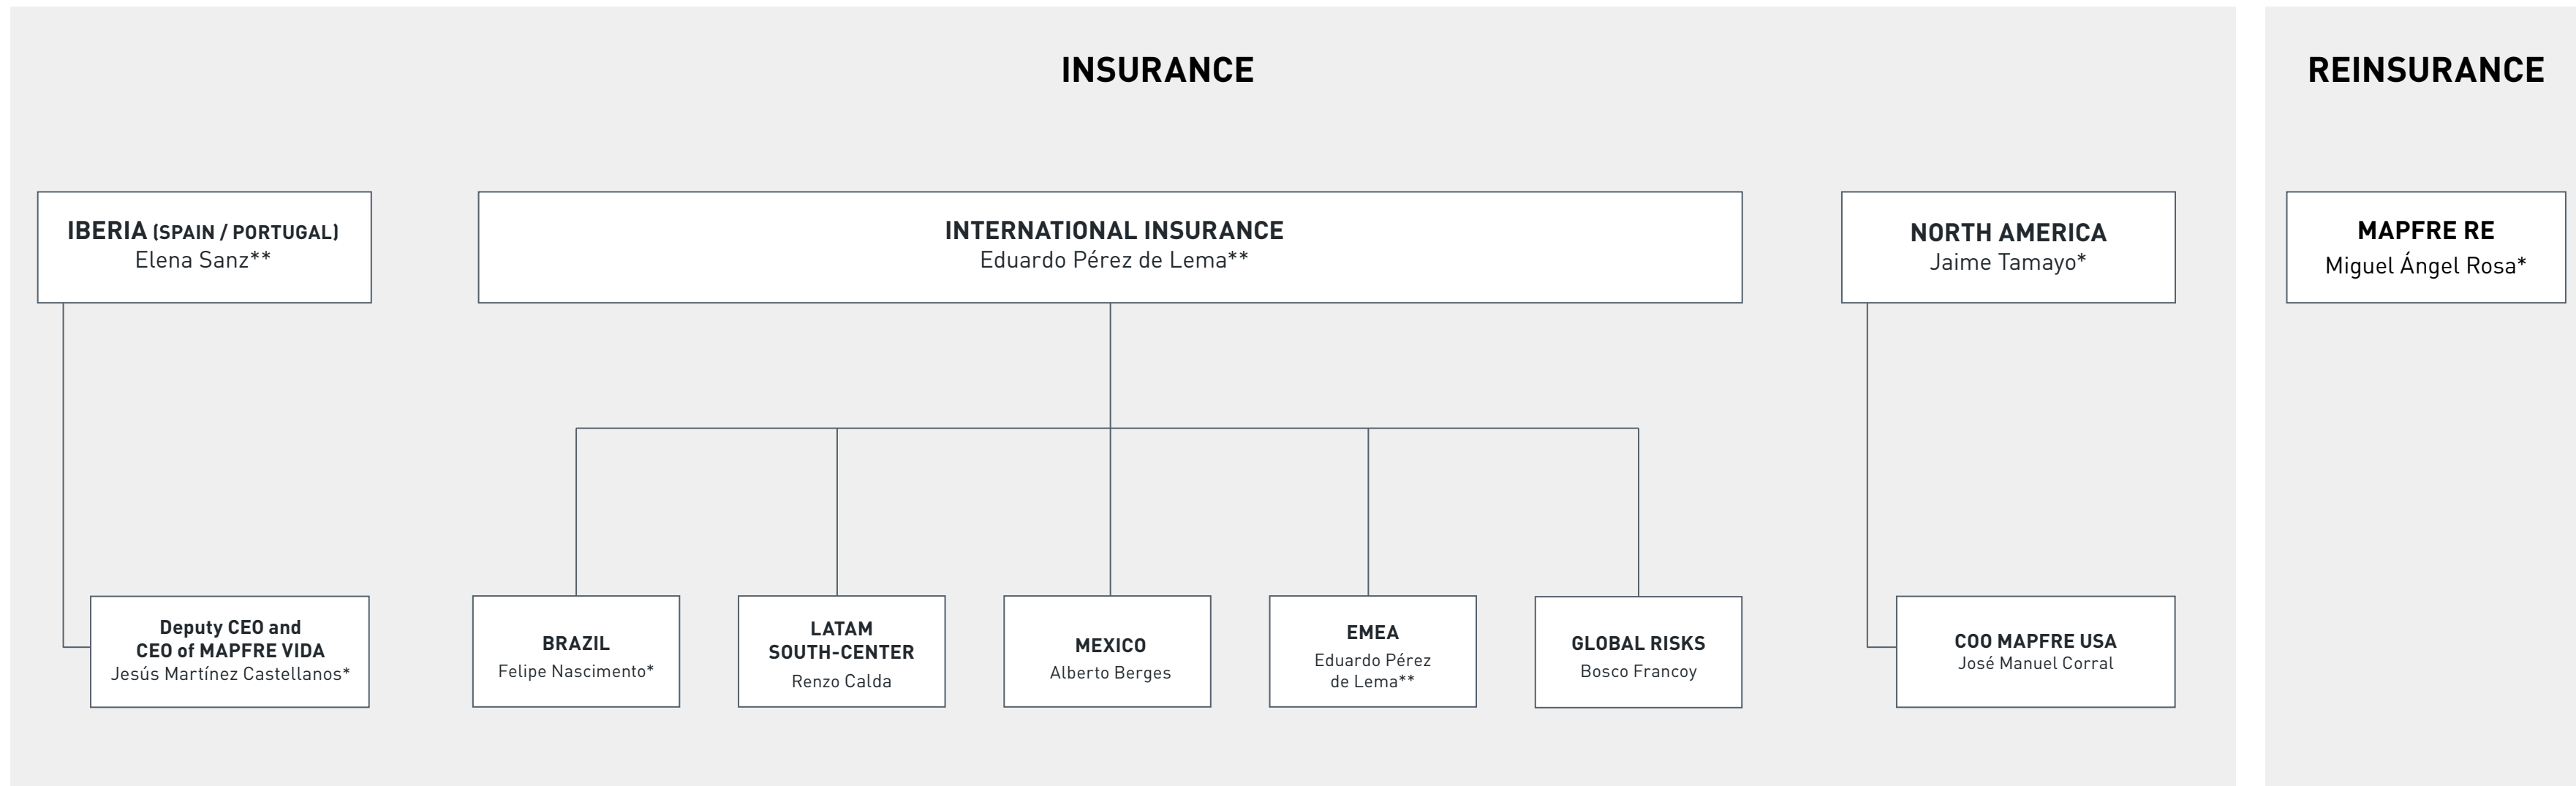 INSURANCE
REINSURANCE
IBERIA (SPAIN / PORTUGAL)
Elena Sanz**
INTERNATIONAL INSURANCE
Eduardo Pérez de Lema**
NORTH AMERICA
Jaime Tamayo*
MAPFRE RE
Miguel Ángel Rosa*
Deputy CEO and
CEO of MAPFRE VIDA
Jesús Martínez Castellanos*
BRAZIL
Felipe Nascimento*
LATAM
SOUTH-CENTER
Renzo Calda
MEXICO
Alberto Berges
EMEA
Eduardo Pérez
de Lema**
GLOBAL RISKS
Bosco Francoy
COO MAPFRE USA
José Manuel Corral